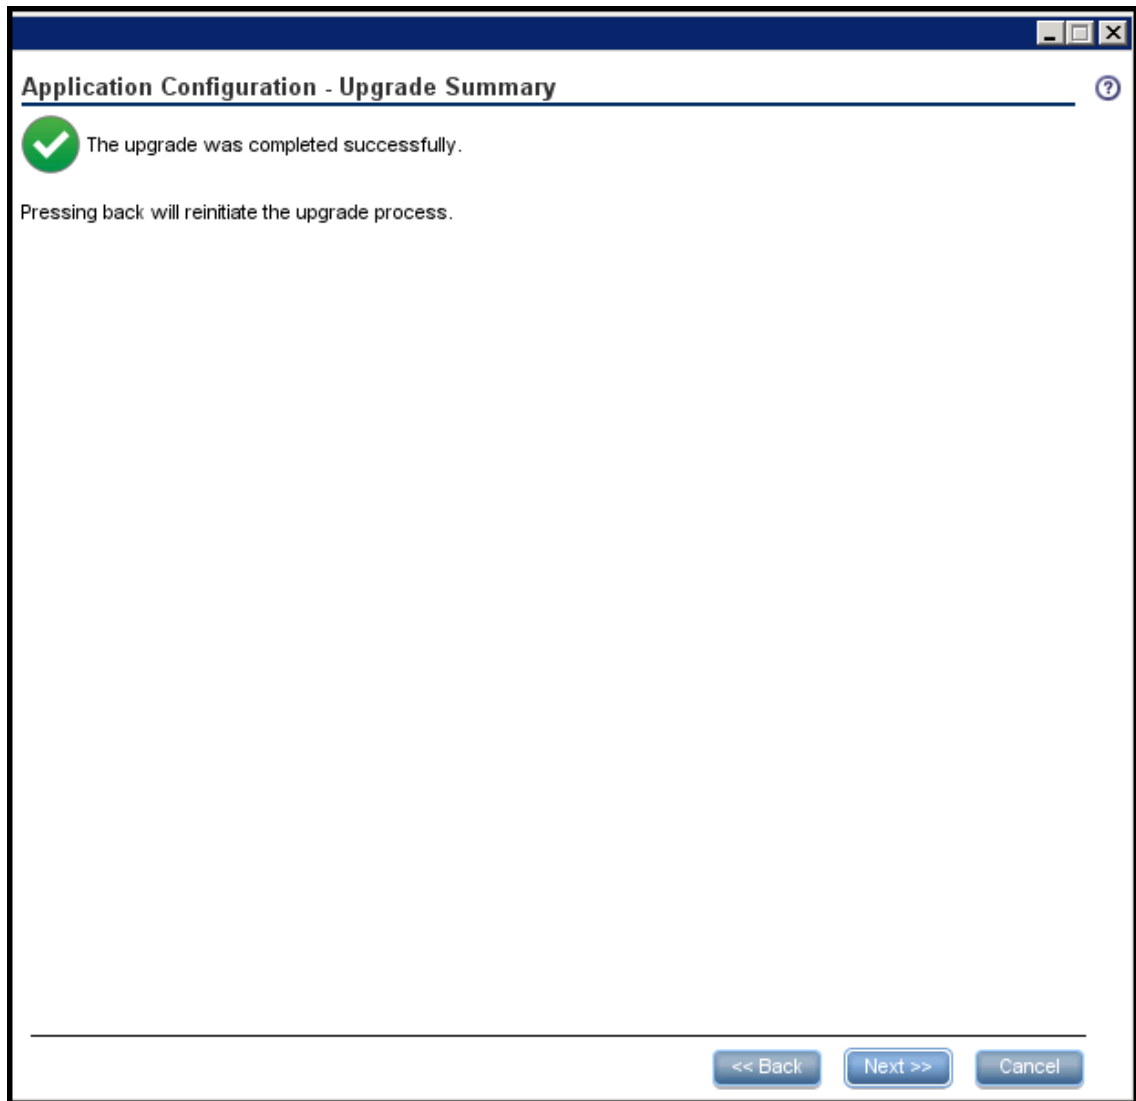 Application Configuration - Upgrade Summary
?
The upgrade was completed successfully.
Pressing back will reinitiate the upgrade process.
<< Back Next >> Cancel